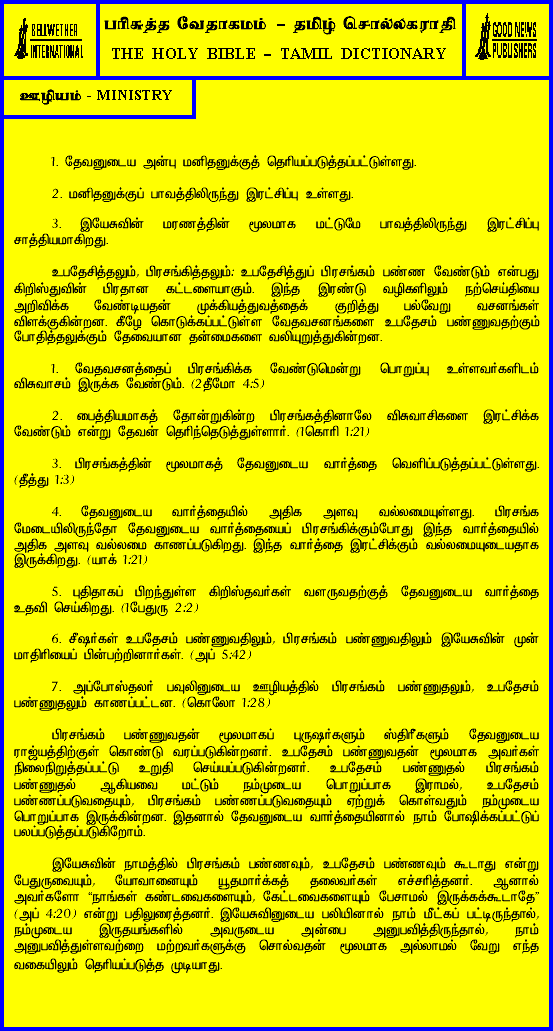 BELLWETHER
INTERNATIONAL
பரிசுத்த வேதாகமம் – தமிழ் சொல்லகராதி
THE HOLY BIBLE – TAMIL DICTIONARY
GOOD NEWS
PUBLISHERS
ஊழியம் - MINISTRY
1. தேவனுடைய அன்பு மனிதனுக்குத் தெரியப்படுத்தப்பட்டுள்ளது.
2. மனிதனுக்குப் பாவத்திலிருந்து இரட்சிப்பு உள்ளது.
3. இயேசுவின் மரணத்தின் மூலமாக மட்டுமே பாவத்திலிருந்து இரட்சிப்பு
சாத்தியமாகிறது.
உபதேசித்தலும், பிரசங்கித்தலும்: உபதேசித்துப் பிரசங்கம் பண்ண வேண்டும் என்பது
கிறிஸ்துவின் பிரதான கட்டளையாகும். இந்த இரண்டு வழிகளிலும் நற்செய்தியை
அறிவிக்க வேண்டியதன் முக்கியத்துவத்தைக் குறித்து பல்வேறு வசனங்கள்
விளக்குகின்றன. கீழே கொடுக்கப்பட்டுள்ள வேதவசனங்களை உபதேசம் பண்ணுவதற்கும்
போதித்தலுக்கும் தேவையான தன்மைகளை வலியுறுத்துகின்றன.
1. வேதவசனத்தைப் பிரசங்கிக்க வேண்டுமென்று பொறுப்பு உள்ளவர்களிடம்
விசுவாசம் இருக்க வேண்டும். (2தீமோ 4:5)
2. பைத்தியமாகத் தோன்றுகின்ற பிரசங்கத்தினாலே விசுவாசிகளை இரட்சிக்க
வேண்டும் என்று தேவன் தெரிந்தெடுத்துள்ளார். (1கொரி 1:21)
3. பிரசங்கத்தின் மூலமாகத் தேவனுடைய வார்த்தை வெளிப்படுத்தப்பட்டுள்ளது.
(தீத்து 1:3)
4. தேவனுடைய வார்த்தையில் அதிக அளவு வல்லமையுள்ளது. பிரசங்க
மேடையிலிருந்தோ தேவனுடைய வார்த்தையைப் பிரசங்கிக்கும்போது இந்த வார்த்தையில்
அதிக அளவு வல்லமை காணப்படுகிறது. இந்த வார்த்தை இரட்சிக்கும் வல்லமையுடையதாக
இருக்கிறது. (யாக் 1:21)
5. புதிதாகப் பிறந்துள்ள கிறிஸ்தவர்கள் வளருவதற்குத் தேவனுடைய வார்த்தை
உதவி செய்கிறது. (1பேதுரு 2:2)
6. சீஷர்கள் உபதேசம் பண்ணுவதிலும், பிரசங்கம் பண்ணுவதிலும் இயேசுவின் முன்
மாதிரியைப் பின்பற்றினார்கள். (அப் 5:42)
7. அப்போஸ்தலர் பவுலினுடைய ஊழியத்தில் பிரசங்கம் பண்ணுதலும், உபதேசம்
பண்ணுதலும் காணப்பட்டன. (கொலோ 1:28)
பிரசங்கம் பண்ணுவதன் மூலமாகப் புருஷர்களும் ஸ்திரீகளும் தேவனுடைய
ராஜ்யத்திற்குள் கொண்டு வரப்படுகின்றனர். உபதேசம் பண்ணுவதன் மூலமாக அவர்கள்
நிலைநிறுத்தப்பட்டு உறுதி செய்யப்படுகின்றனர். உபதேசம் பண்ணுதல் பிரசங்கம்
பண்ணுதல் ஆகியவை மட்டும் நம்முடைய பொறுப்பாக இராமல், உபதேசம்
பண்ணப்படுவதையும், பிரசங்கம் பண்ணப்படுவதையும் ஏற்றுக் கொள்வதும் நம்முடைய
பொறுப்பாக இருக்கின்றன. இதனால் தேவனுடைய வார்த்தையினால் நாம் போஷிக்கப்பட்டுப்
பலப்படுத்தப்படுகிறோம்.
இயேசுவின் நாமத்தில் பிரசங்கம் பண்ணவும், உபதேசம் பண்ணவும் கூடாது என்று
பேதுருவையும், யோவானையும் யூதமார்க்கத் தலைவர்கள் எச்சரித்தனர். ஆனால்
அவர்களோ “நாங்கள் கண்டவைகளையும், கேட்டவைகளையும் பேசாமல் இருக்கக்கூடாதே”
(அப் 4:20) என்று பதிலுரைத்தனர். இயேசுவினுடைய பலியினால் நாம் மீட்கப் பட்டிருந்தால்,
நம்முடைய இருதயங்களில் அவருடைய அன்பை அனுபவித்திருந்தால், நாம்
அனுபவித்துள்ளவற்றை மற்றவர்களுக்கு சொல்வதன் மூலமாக அல்லாமல் வேறு எந்த
வகையிலும் தெரியப்படுத்த முடியாது.